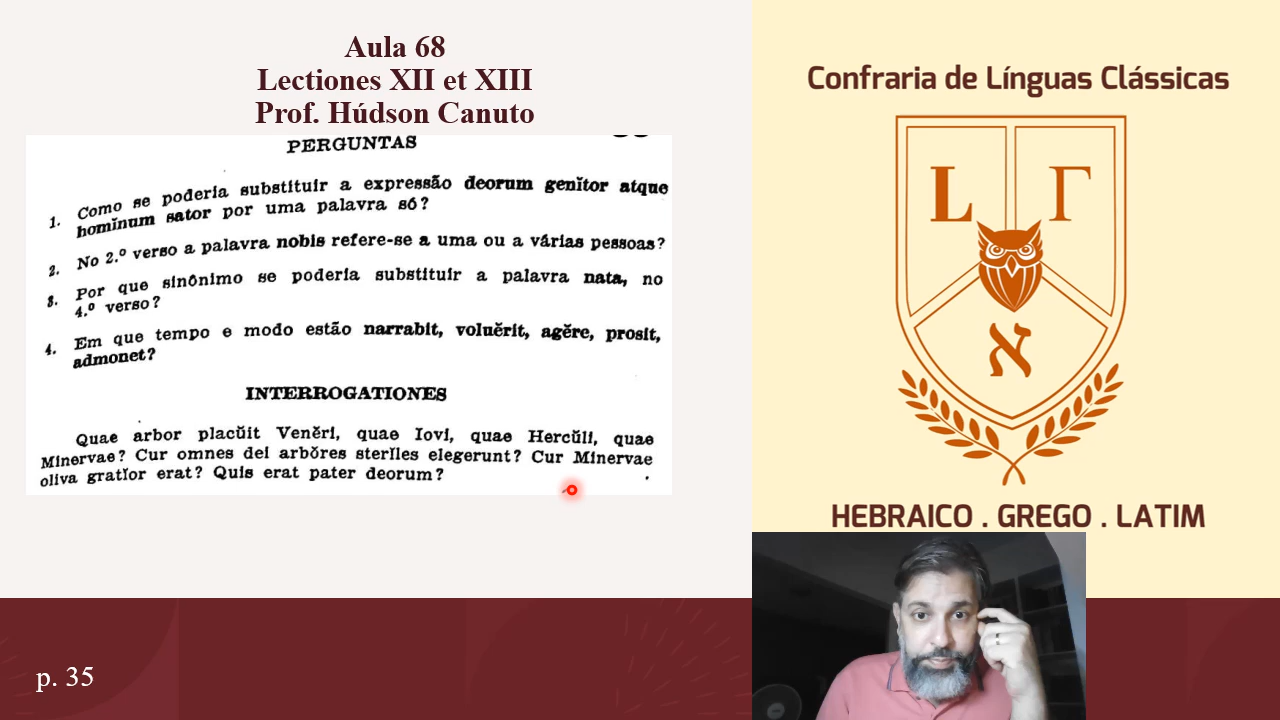 Aula 68
Lectiones XII et XIII
Prof. Húdson Canuto
PERGUNTAS
1. Como se poderia substituir a expressão deorum genĭtor atque
homĭnum sator por uma palavra só?
2. No 2.º verso a palavra nobis refere-se a uma ou a várias pessoas?
3. Por que sinônimo se poderia substituir a palavra nata, no
4.º verso?
4. Em que tempo e modo estão narrabit, voluĕrit, agĕre, prosit,
admonet?
INTERROGATIONES
Quae arbor placŭit Venĕri, quae Iovi, quae Hercŭli, quae
Minervae? Cur omnes dei arbŏres sterĭles elegerunt? Cur Minervae
oliva gratĭor erat? Quis erat pater deorum?
p. 35
Confraria de Línguas Clássicas
L Γ
א
HEBRAICO . GREGO . LATIM